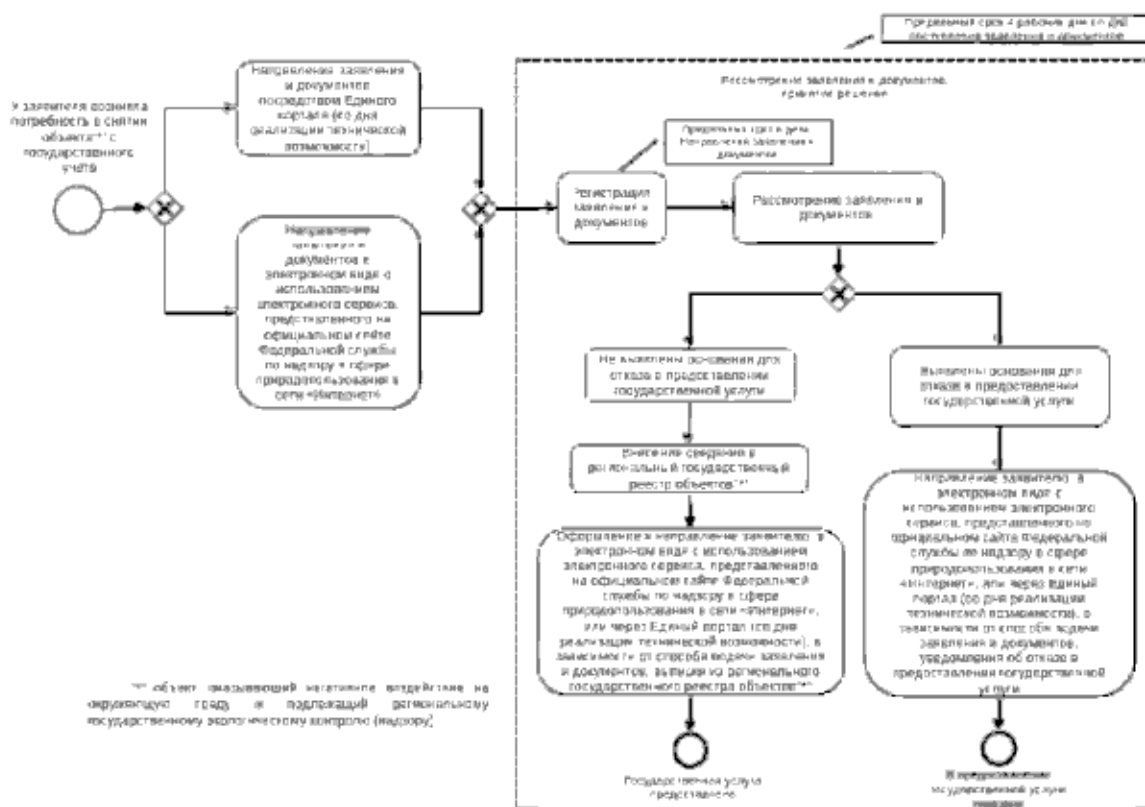 Предельный срок 4 рабочих дня со дня
поступления заявления и документов
Рассмотрение заявления и документов,
принятие решения
У заявителя возникла
потребность в снятии
объекта*** с
государственного
учета
Направление заявления
и документов
посредством Единого
портала (со дня
реализации технической
возможности)
Направление
документов в
электронном виде с
использованием
электронного сервиса,
представленного на
официальном сайте
Федеральной службы
по надзору в сфере
природопользования в
сети «Интернет»
Предельный срок в день
Направления Заявления и
документов
Регистрация
заявления и
документов
Рассмотрение заявления и
документов
Не выявлены основания для
отказа в предоставлении
государственной услуги
Выявлены основания для
отказа в предоставлении
государственной услуги
Внесение сведений в
региональный государственный
реестр объектов***
Оформление и направление заявителю, в
электронном виде с использованием
электронного сервиса, представленного
на официальном сайте Федеральной
службы по надзору в сфере
природопользования в сети «Интернет»,
или через Единый портал (со дня
реализации технической возможности), в
зависимости от способа подачи заявления
и документов, выписки из регионального
государственного реестра объектов***
Направление заявителю, в
электронном виде с
использованием электронного
сервиса, представленного на
официальном сайте Федеральной
службы по надзору в сфере
природопользования в сети
«Интернет», или через Единый
портал (со дня реализации
технической возможности), в
зависимости от способа подачи
заявления и документов,
уведомления об отказе в
предоставлении государственной
услуги
*** объект оказывающий негативное воздействие на
окружающую среду и подлежащий региональному
государственному экологическому контролю (надзору)
Государственная услуга
предоставлена
В предоставлении
государственной услуги